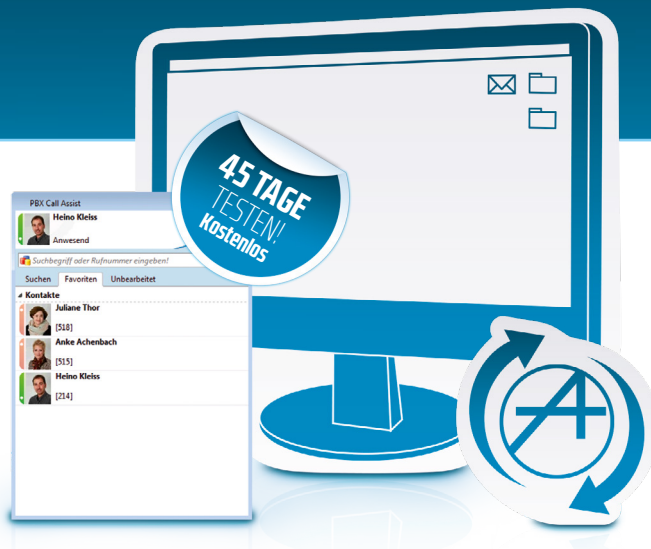 45 TAGE
TESTEN!
Kostenlos
PBX Call Assist
Heino Kleiss
Anwesend
Suchbegriff oder Rufnummer eingeben!
Suchen Favoriten Unbearbeitet
Kontakte
Juliane Thor
[518]
Anke Achenbach
[515]
Heino Kleiss
[214]